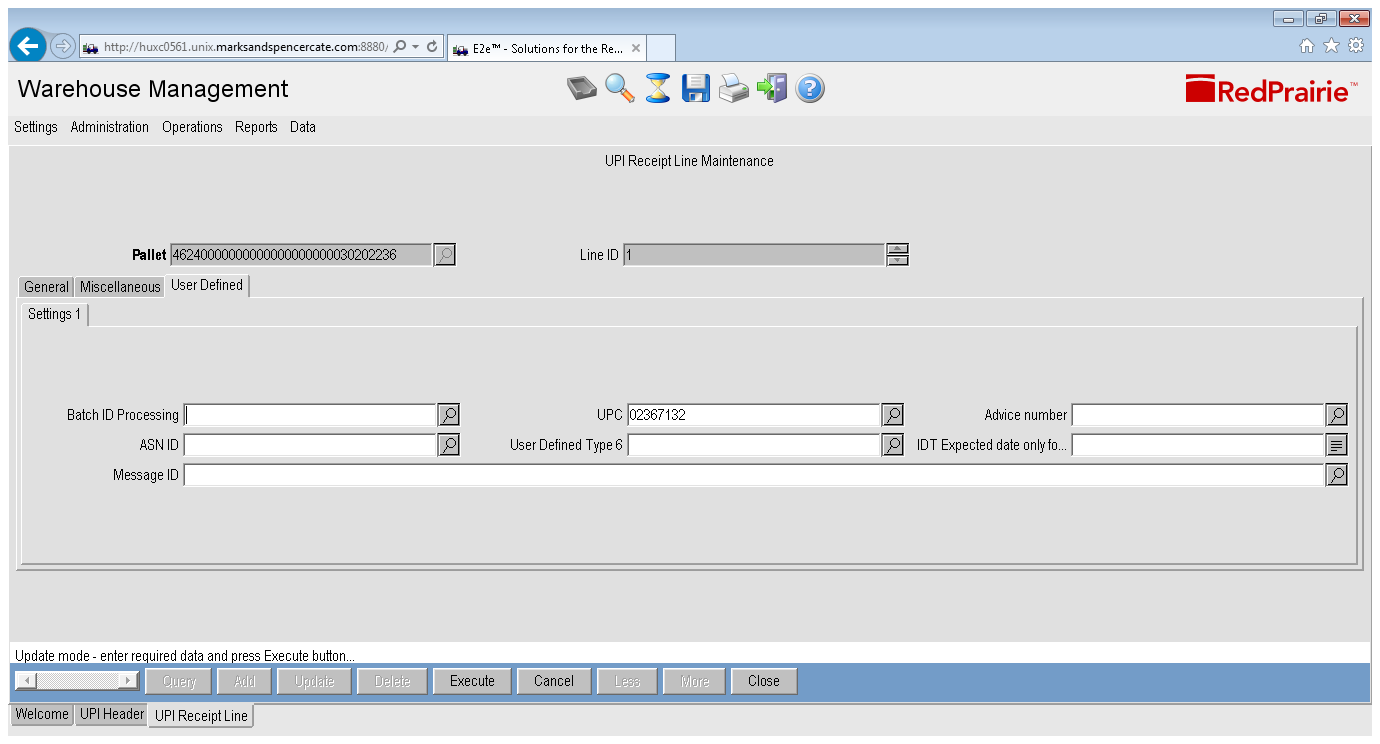 http://huxc0561.unix.marksandspencercate.com:8880/
E2e™ - Solutions for the Re...
Warehouse Management
RedPrairie™
Settings Administration Operations Reports Data
UPI Receipt Line Maintenance
Pallet 46240000000000000000000030202236 Line ID 1
General Miscellaneous User Defined
Settings 1
Batch ID Processing UPC 02367132 Advice number
ASN ID User Defined Type 6 IDT Expected date only fo...
Message ID
Update mode - enter required data and press Execute button...
Query Add Update Delete Execute Cancel Less More Close
Welcome UPI Header UPI Receipt Line